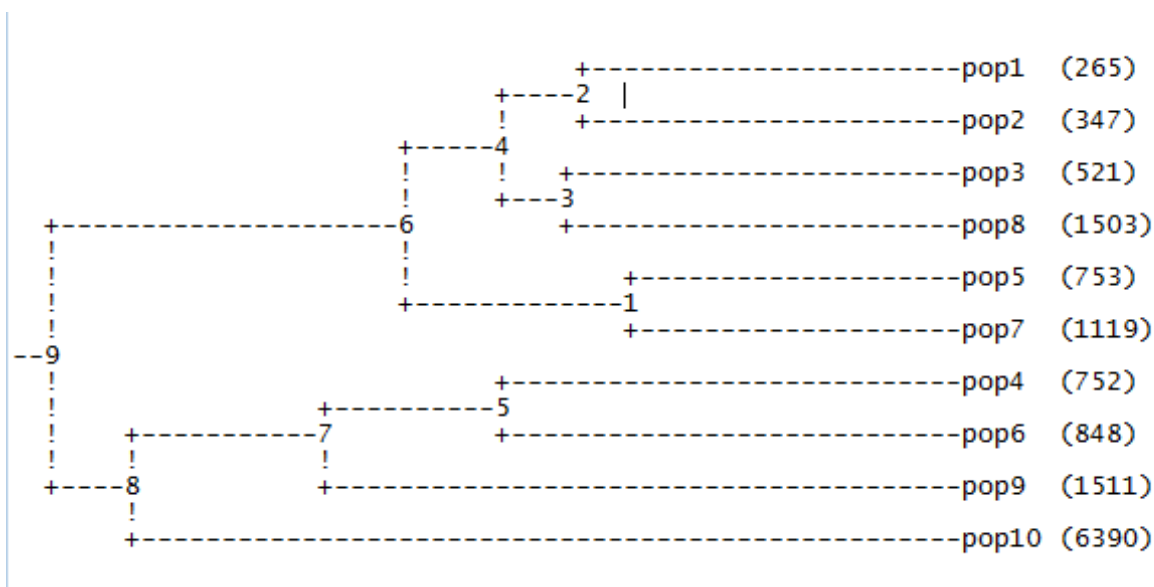 +-----------------------pop1 (265)
+----2 |
! +-----------------------pop2 (347)
+-----4
! ! +------------------------pop3 (521)
! +---3
+---------------------6 +------------------------pop8 (1503)
! !
! ! +--------------------pop5 (753)
! +-------------1
! +--------------------pop7 (1119)
--9
! +----------------------------pop4 (752)
! +----------5
! +-----------7 +----------------------------pop6 (848)
! ! !
+----8 +---------------------------------------pop9 (1511)
!
+---------------------------------------------------pop10 (6390)